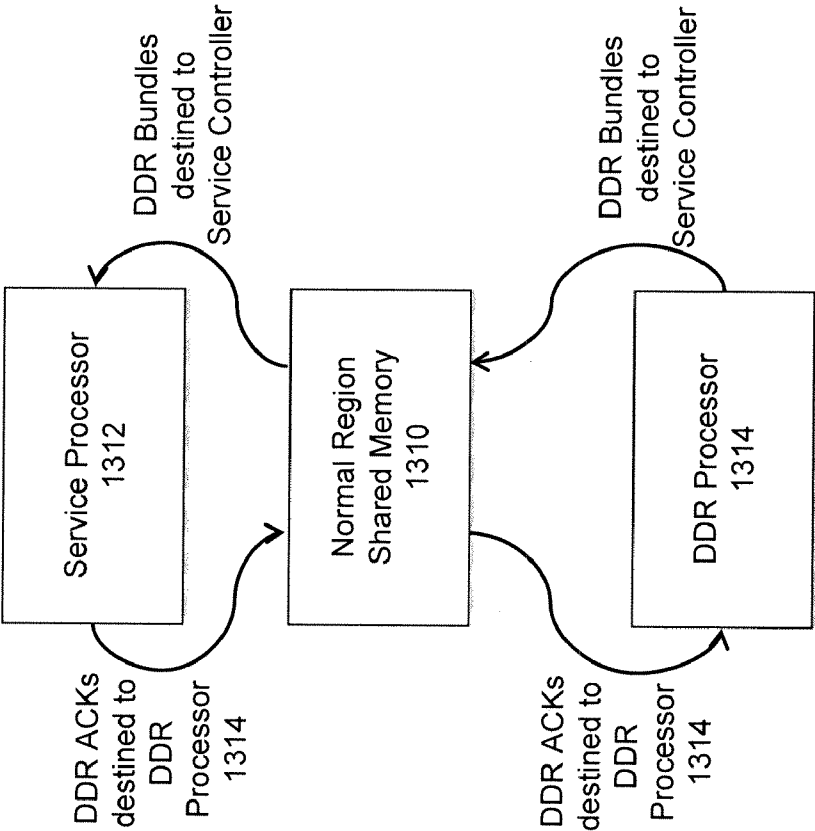 DDR Bundles
destined to
Service Controller
Service Processor
1312
DDR ACKs
destined to
DDR
Processor
1314
Normal Region
Shared Memory
1310
DDR Bundles
destined to
Service Controller
DDR Processor
1314
DDR ACKs
destined to
DDR
Processor
1314